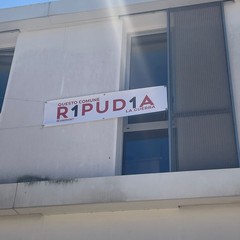 QUESTO COMUNE
R1PUD1A
LA GUERRA